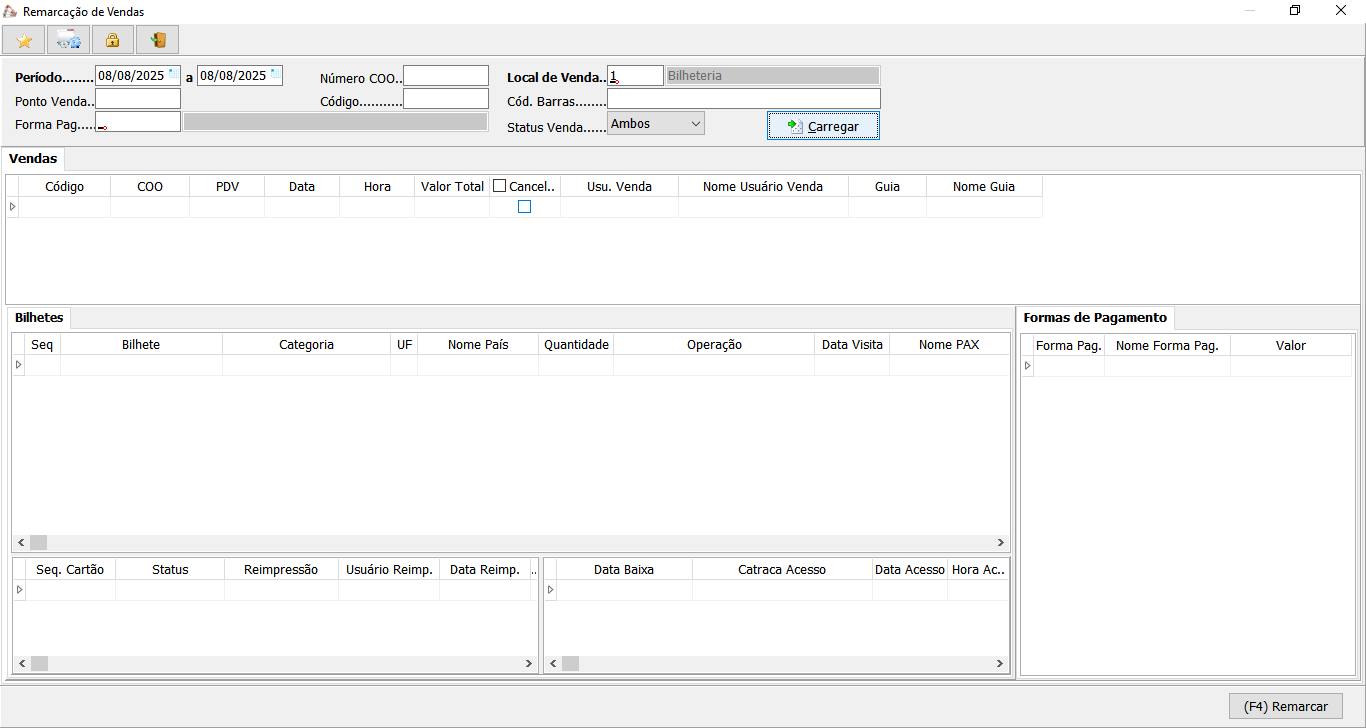 Remarcação de Vendas
Período........ 08/08/2025 a 08/08/2025 Número COO.. Local de Venda.. 1 Bilheteria
Ponto Venda.. Código........... Cód. Barras........
Forma Pag..... Status Venda...... Ambos Carregar
Vendas
Código COO PDV Data Hora Valor Total Cancel.. Usu. Venda Nome Usuário Venda Guia Nome Guia
Bilhetes Formas de Pagamento
Seq Bilhete Categoria UF Nome País Quantidade Operação Data Visita Nome PAX Forma Pag. Nome Forma Pag. Valor
Seq. Cartão Status Reimpressão Usuário Reimp. Data Reimp. .. Data Baixa Catraca Acesso Data Acesso Hora Ac..
(F4) Remarcar